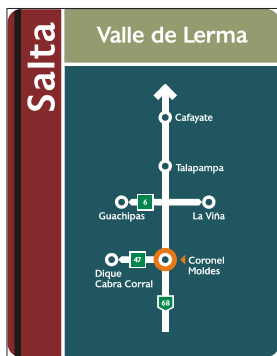 Salta
Valle de Lerma
Cafayate
Talapampa
6
Guachipas
La Viña
47
Coronel
Moldes
Dique
Cabra Corral
68